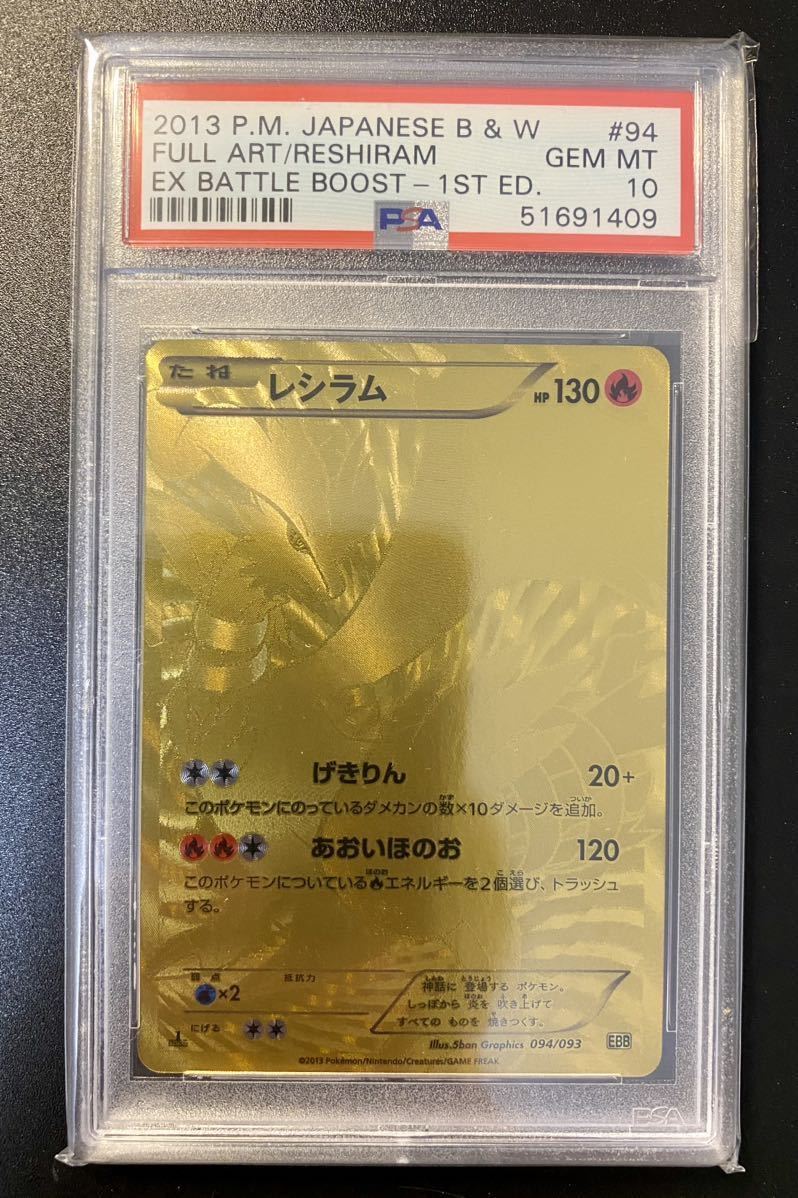 2013 P.M. JAPANESE B & W #94
FULL ART/RESHIRAM GEM MT
EX BATTLE BOOST - 1ST ED. 10
PSA 51691409
たね レシラム HP 130
げきりん 20+
このポケモンにのっているダメカンの数×10ダメージを追加。
あおいほのお 120
このポケモンについているエネルギーを2個選び、トラッシュ
する。
弱点 抵抗力
×2
にげる
神話に 登場する ポケモン。
しっぽから 炎を 吹き上げて
すべての ものを 焼きつくす。
Illus.5ban Graphics 094/093 EBB
©2013 Pokémon/Nintendo/Creatures/GAME FREAK
PSA